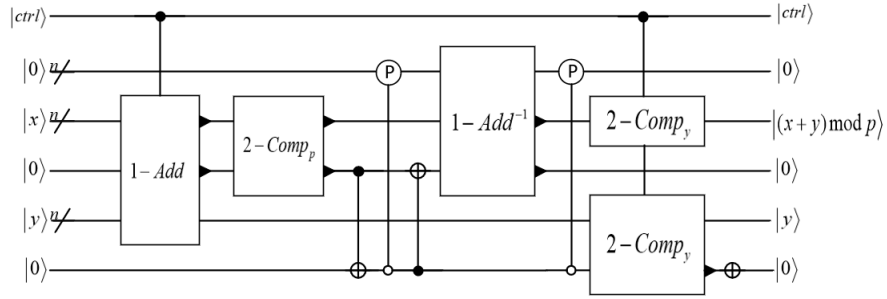 |ctrl⟩ |ctrl⟩
|0⟩ n P P |0⟩
|x⟩ n 2−Comp_p 1−Add⁻¹ 2−Comp_y |(x+y) mod p⟩
|0⟩ 1−Add |0⟩
|y⟩ n |y⟩
|0⟩ 2−Comp_y |0⟩